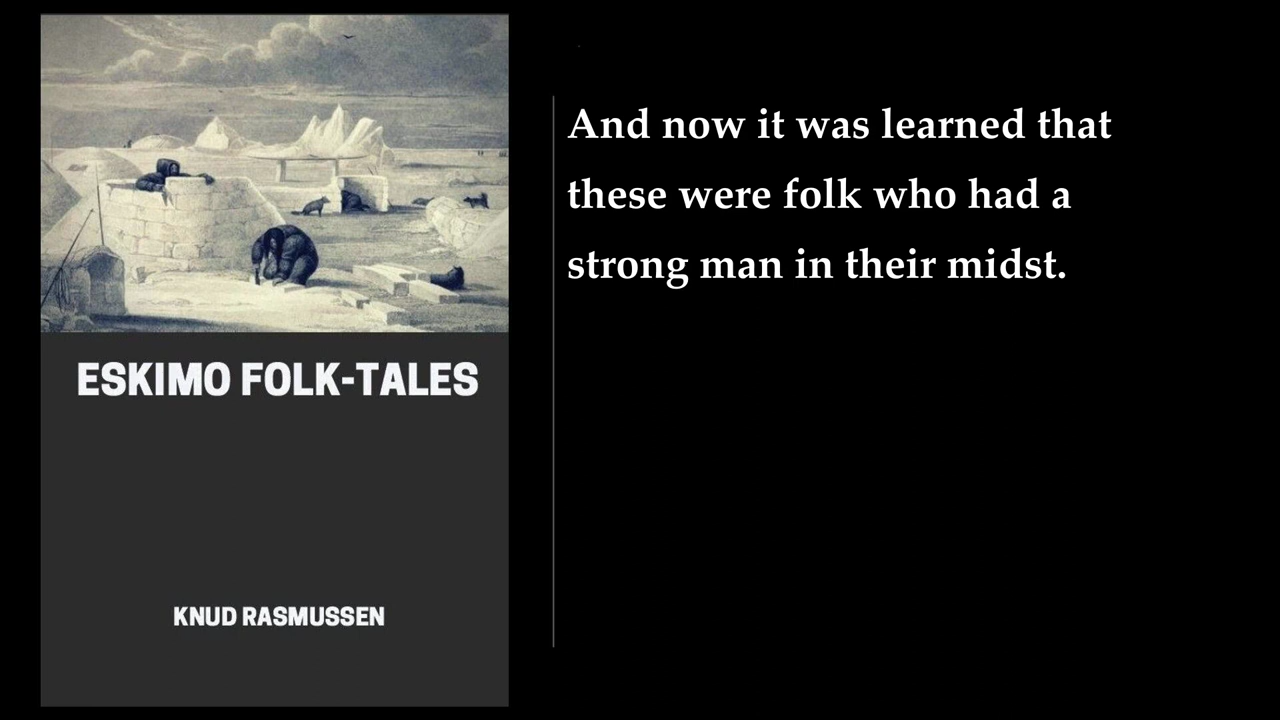 ESKIMO FOLK-TALES
KNUD RASMUSSEN
And now it was learned that
these were folk who had a
strong man in their midst.